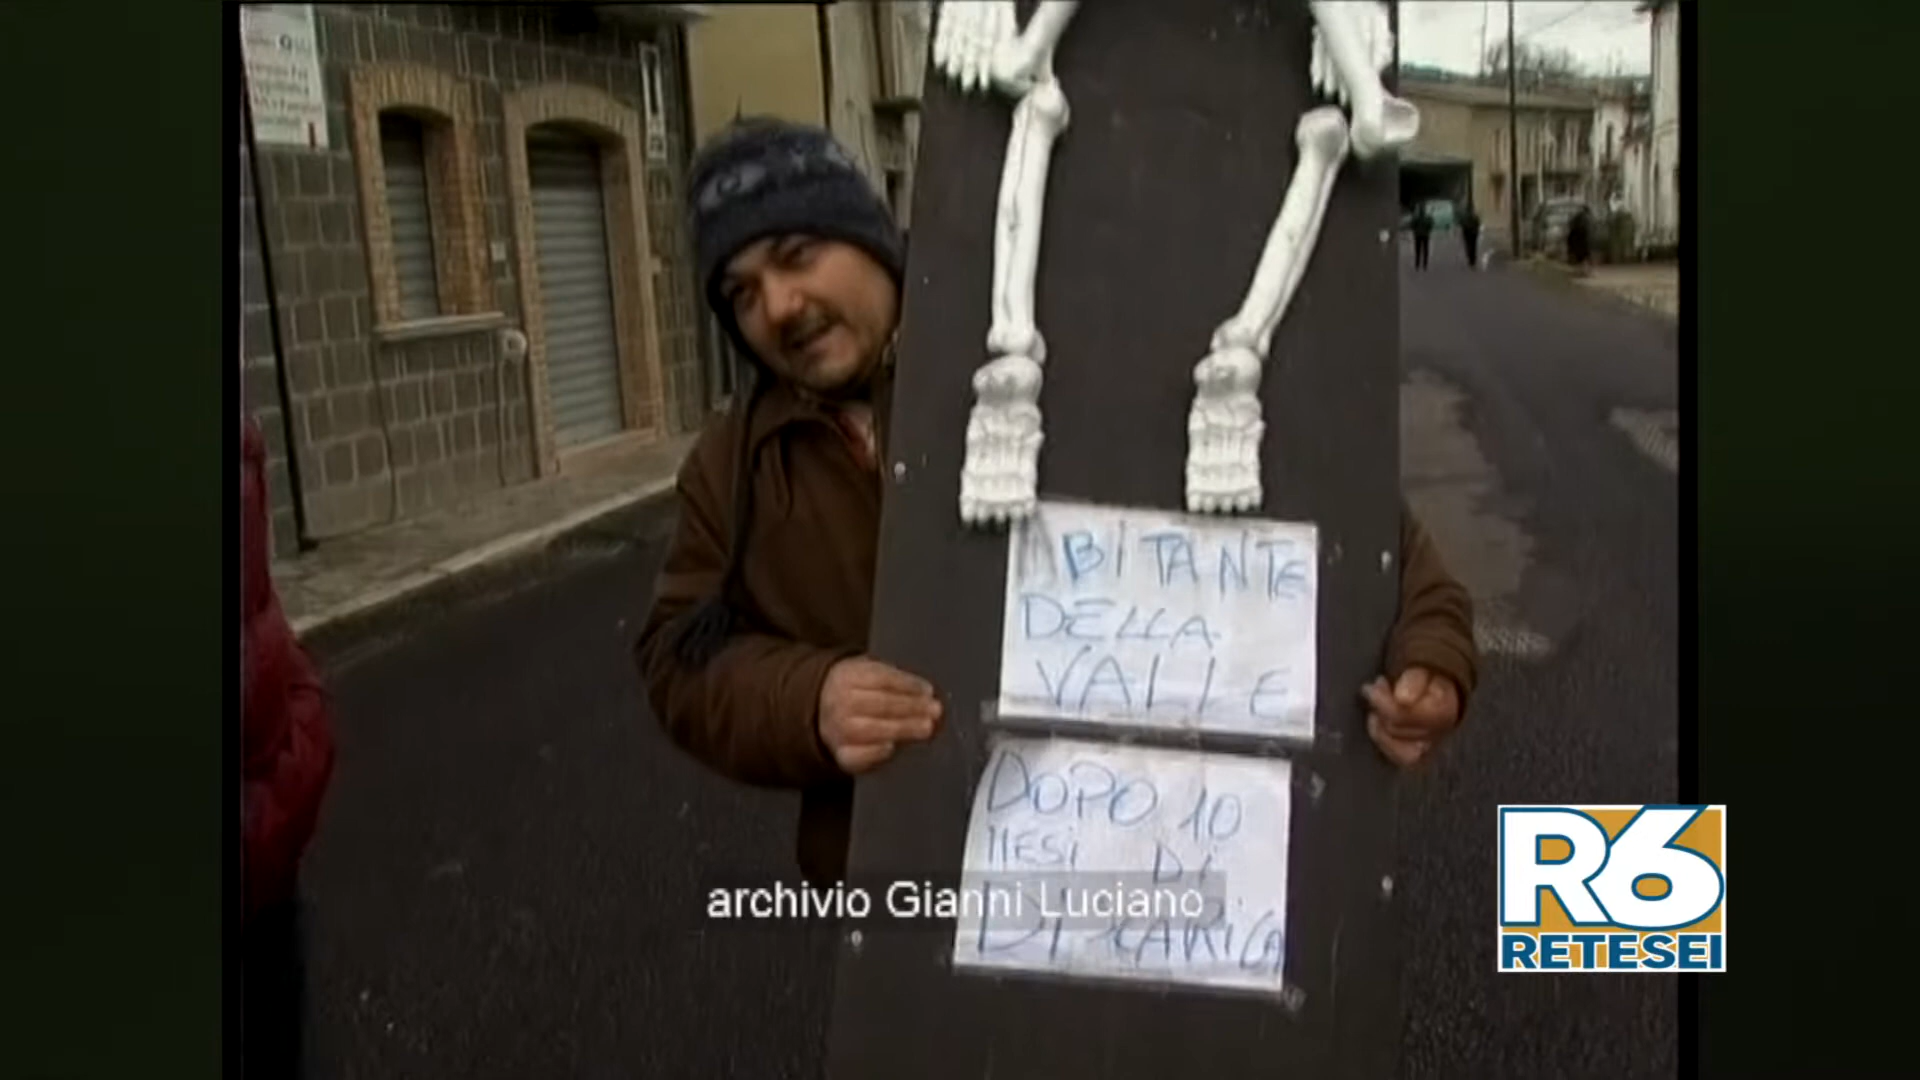 ABITANTE
DELLA
VALLE
DOPO 10
MESI DI
DISCARICA
archivio Gianni Luciano
R6
RETESEI